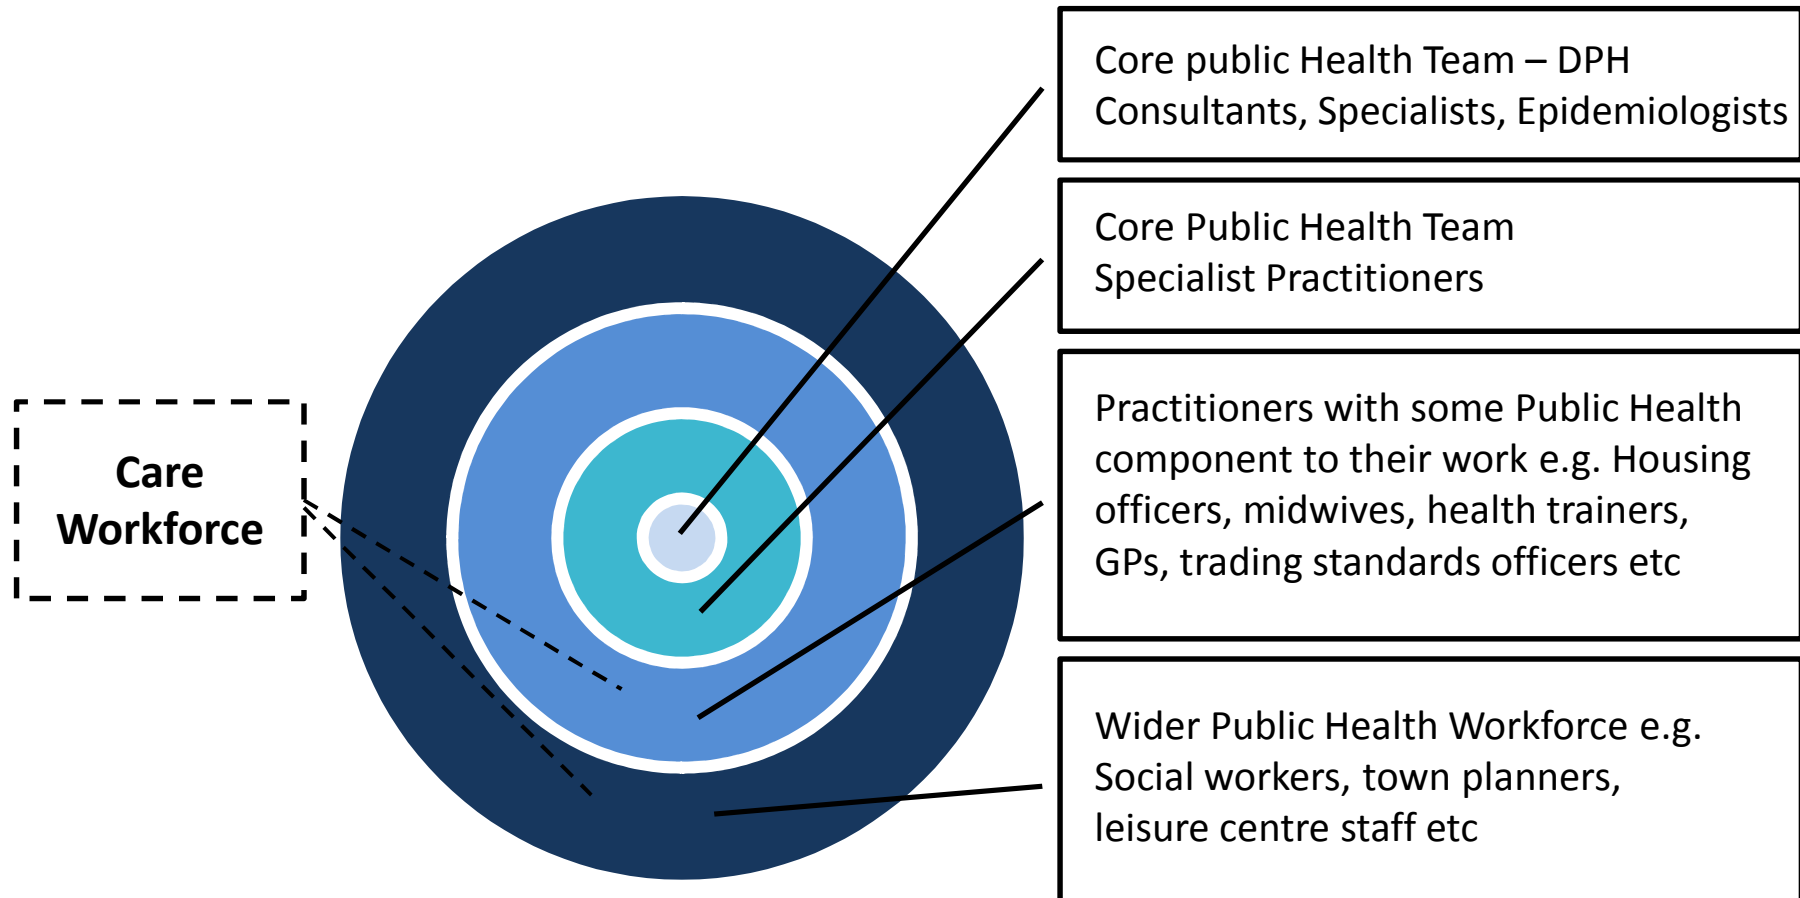 Core public Health Team – DPH
Consultants, Specialists, Epidemiologists
Core Public Health Team
Specialist Practitioners
Practitioners with some Public Health
component to their work e.g. Housing
officers, midwives, health trainers,
GPs, trading standards officers etc
Wider Public Health Workforce e.g.
Social workers, town planners,
leisure centre staff etc
Care
Workforce